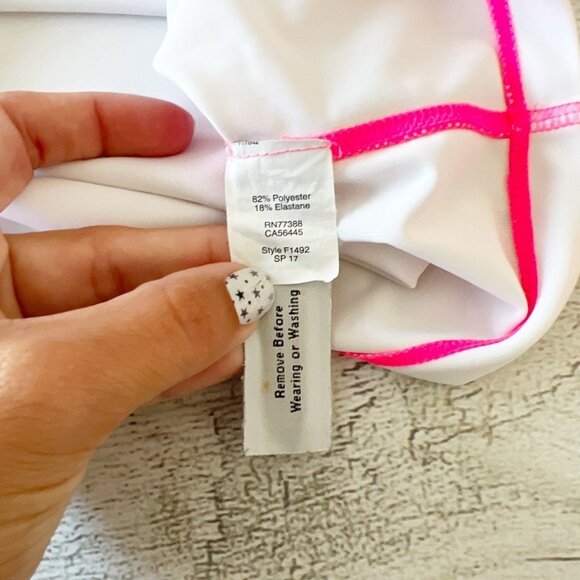 82% Polyester
18% Elastane
RN77388
CA56445
Style F1492
SP 17
Remove Before
Wearing or Washing